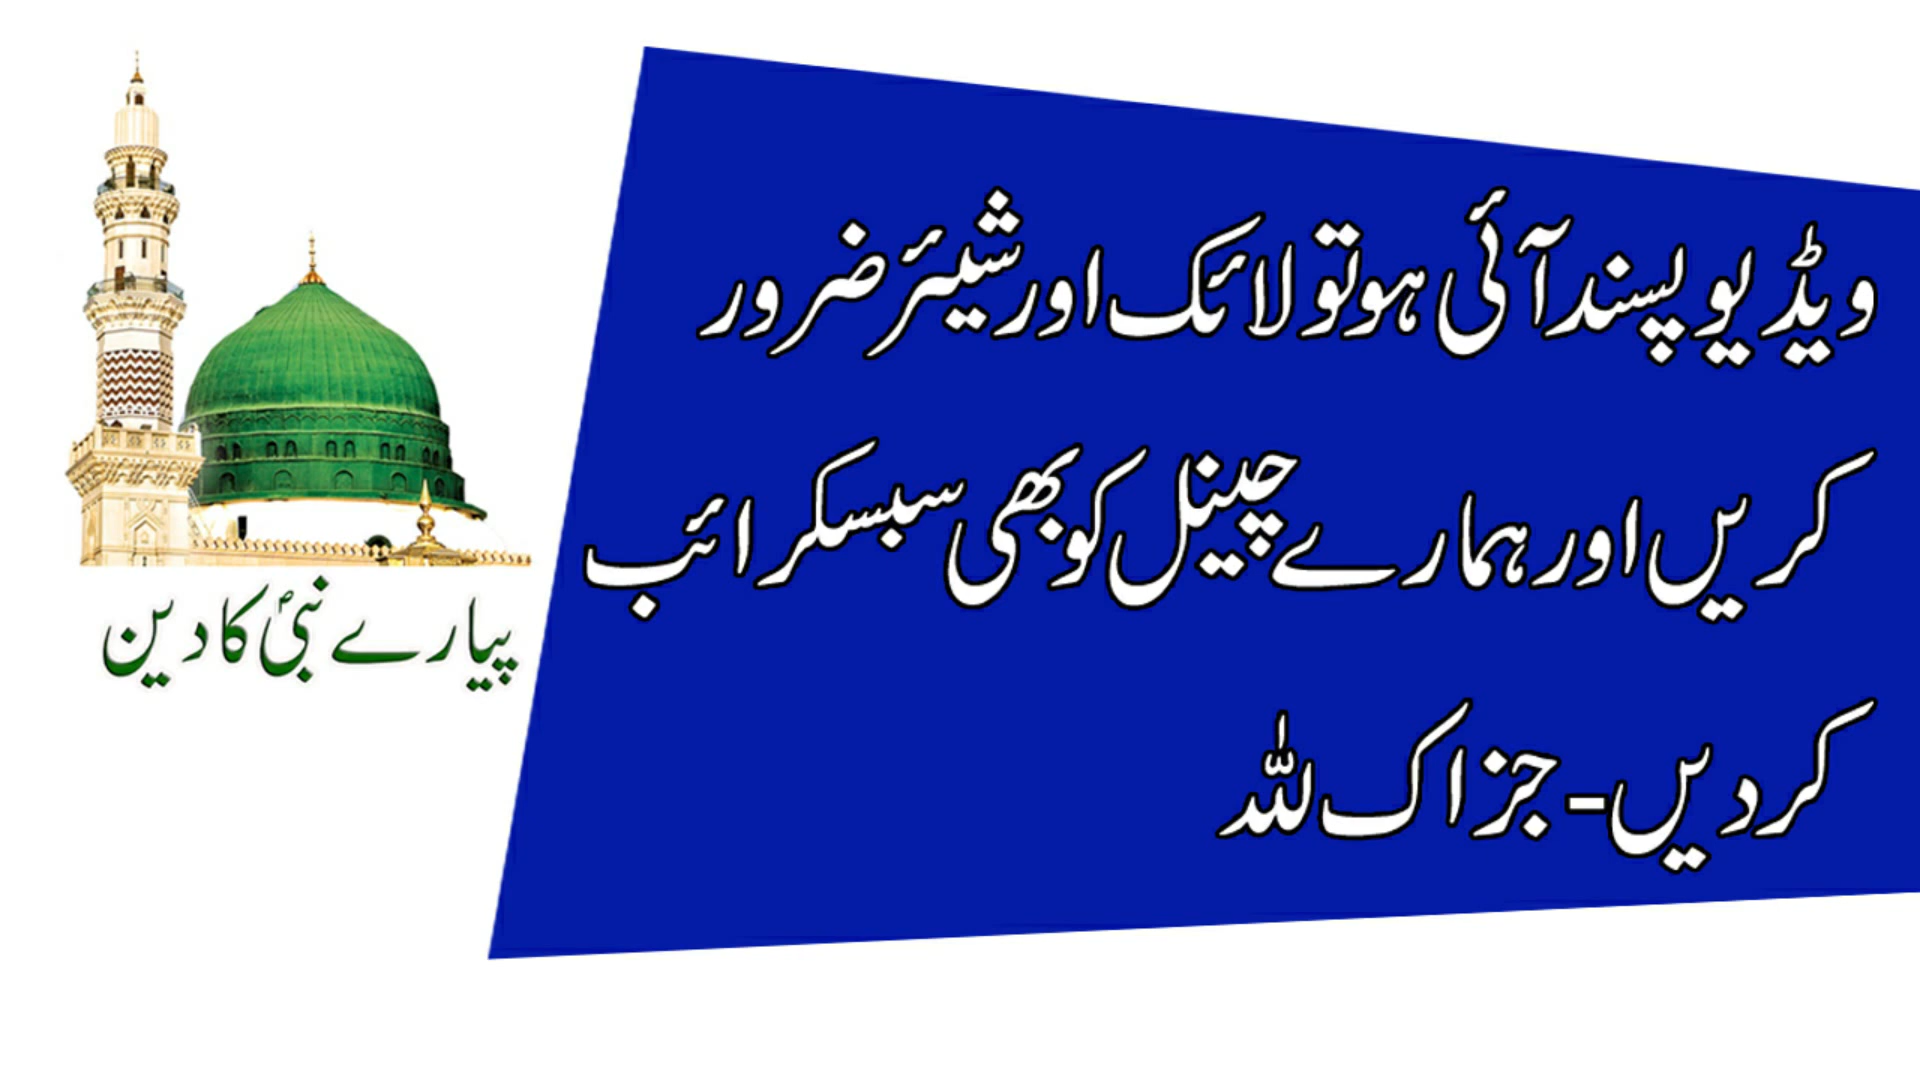 ویڈیو پسند آئی ہو تو لائک اور شیئر ضرور
کریں اور ہمارے چینل کو بھی سبسکرائب
کردیں - جزاک للہ
پیارے نبیؐ کا دین